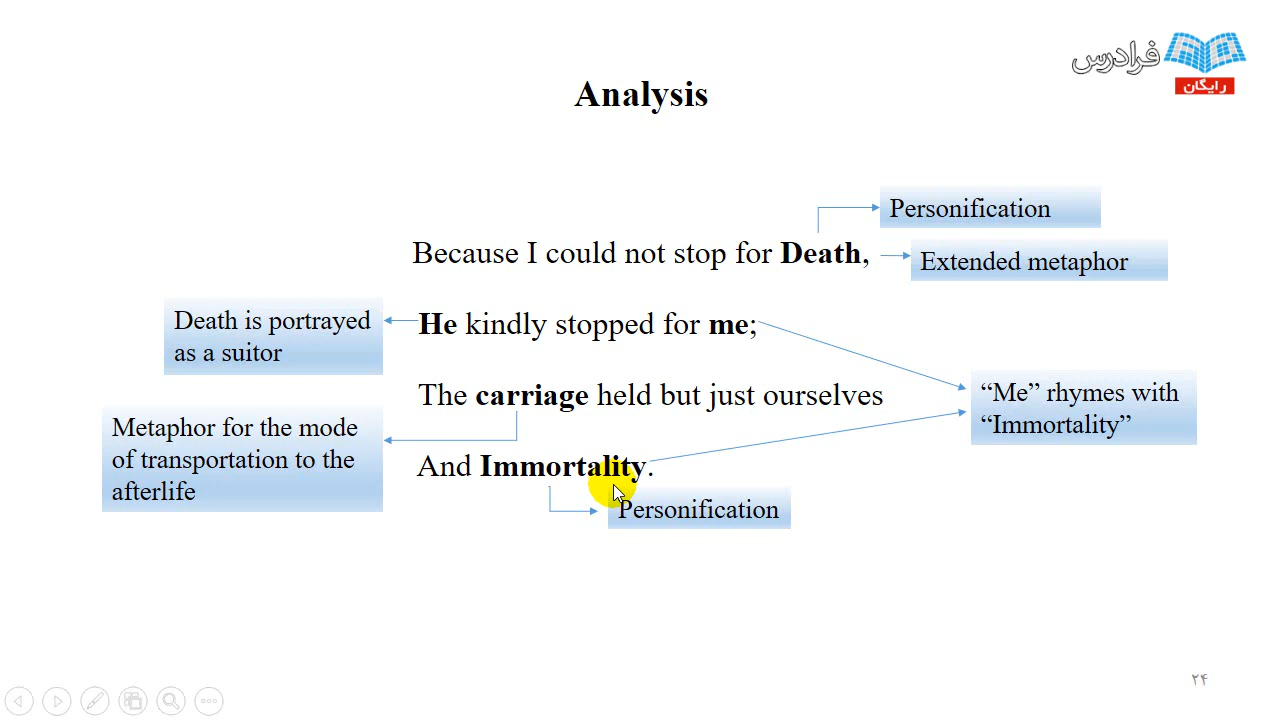 فرادرس
رایگان
Analysis
Personification
Because I could not stop for Death,
Extended metaphor
Death is portrayed
as a suitor
He kindly stopped for me;
The carriage held but just ourselves
“Me” rhymes with
“Immortality”
Metaphor for the mode
of transportation to the
afterlife
And Immortality.
Personification
۲۴